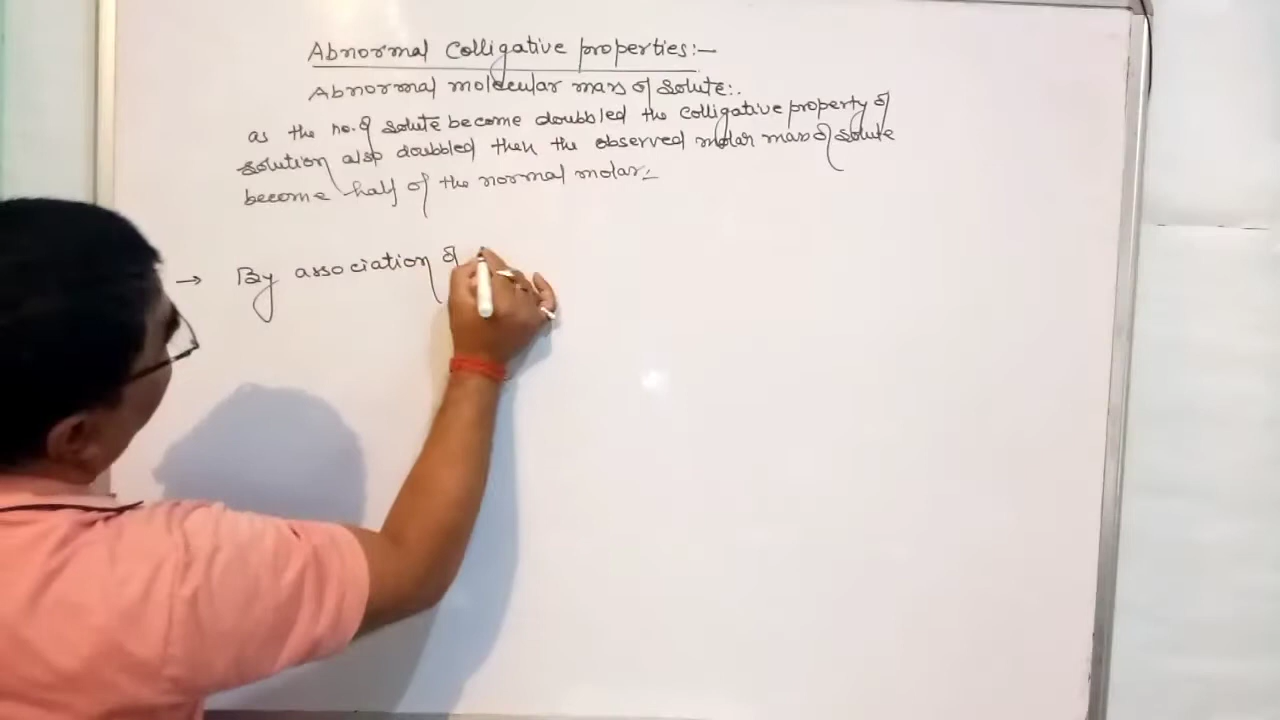 Abnormal Colligative properties:-
Abnormal molecular mass of solute:.
as the no. of solute become doubbled the colligative property of
solution also doubbled then the observed molar mass of solute
become half of the normal molar:-
→ By association of